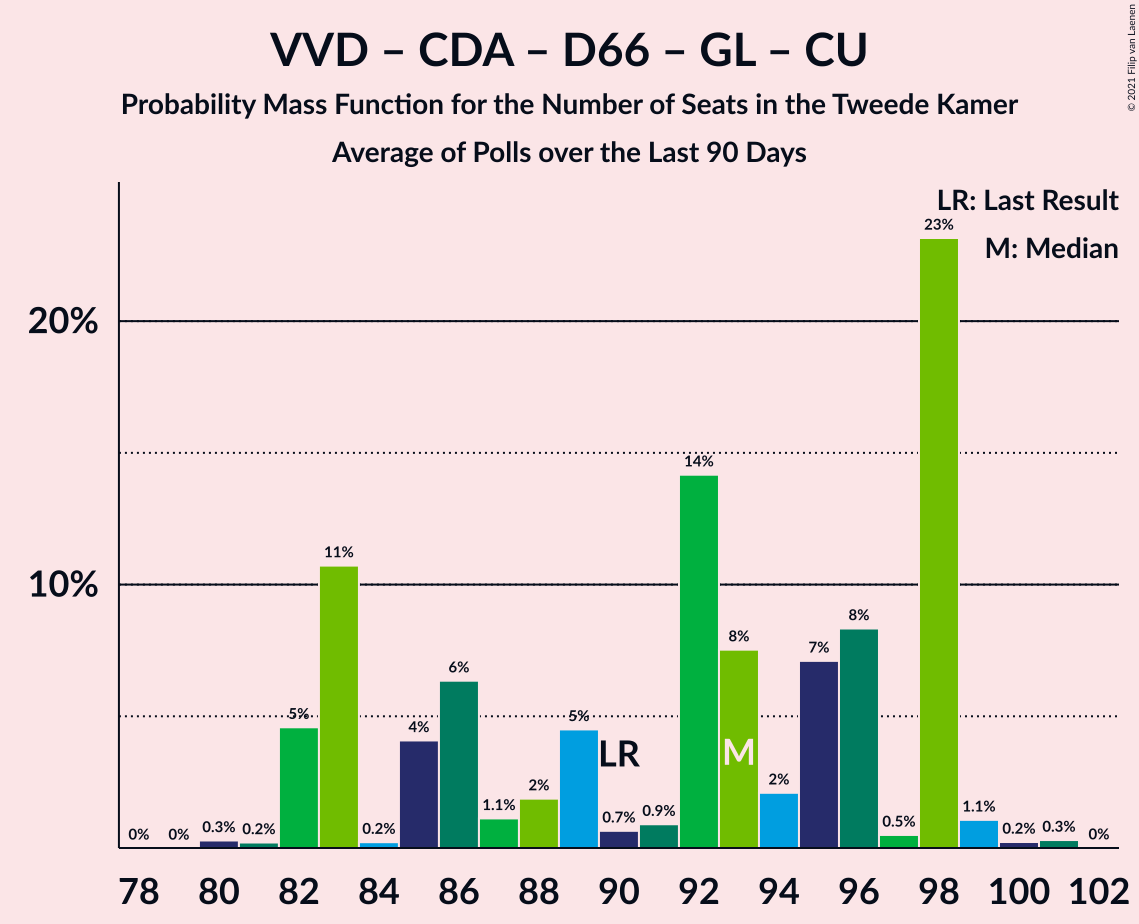 VVD – CDA – D66 – GL – CU
Probability Mass Function for the Number of Seats in the Tweede Kamer
Average of Polls over the Last 90 Days
© 2021 Filip van Laenen
LR: Last Result
M: Median
20%
10%
0% 0% 0.3% 0.2% 5% 11% 0.2% 4% 6% 1.1% 2% 5% 0.7% 0.9% 14% 8% 2% 7% 8% 0.5% 23% 1.1% 0.2% 0.3% 0%
LR M
78 80 82 84 86 88 90 92 94 96 98 100 102